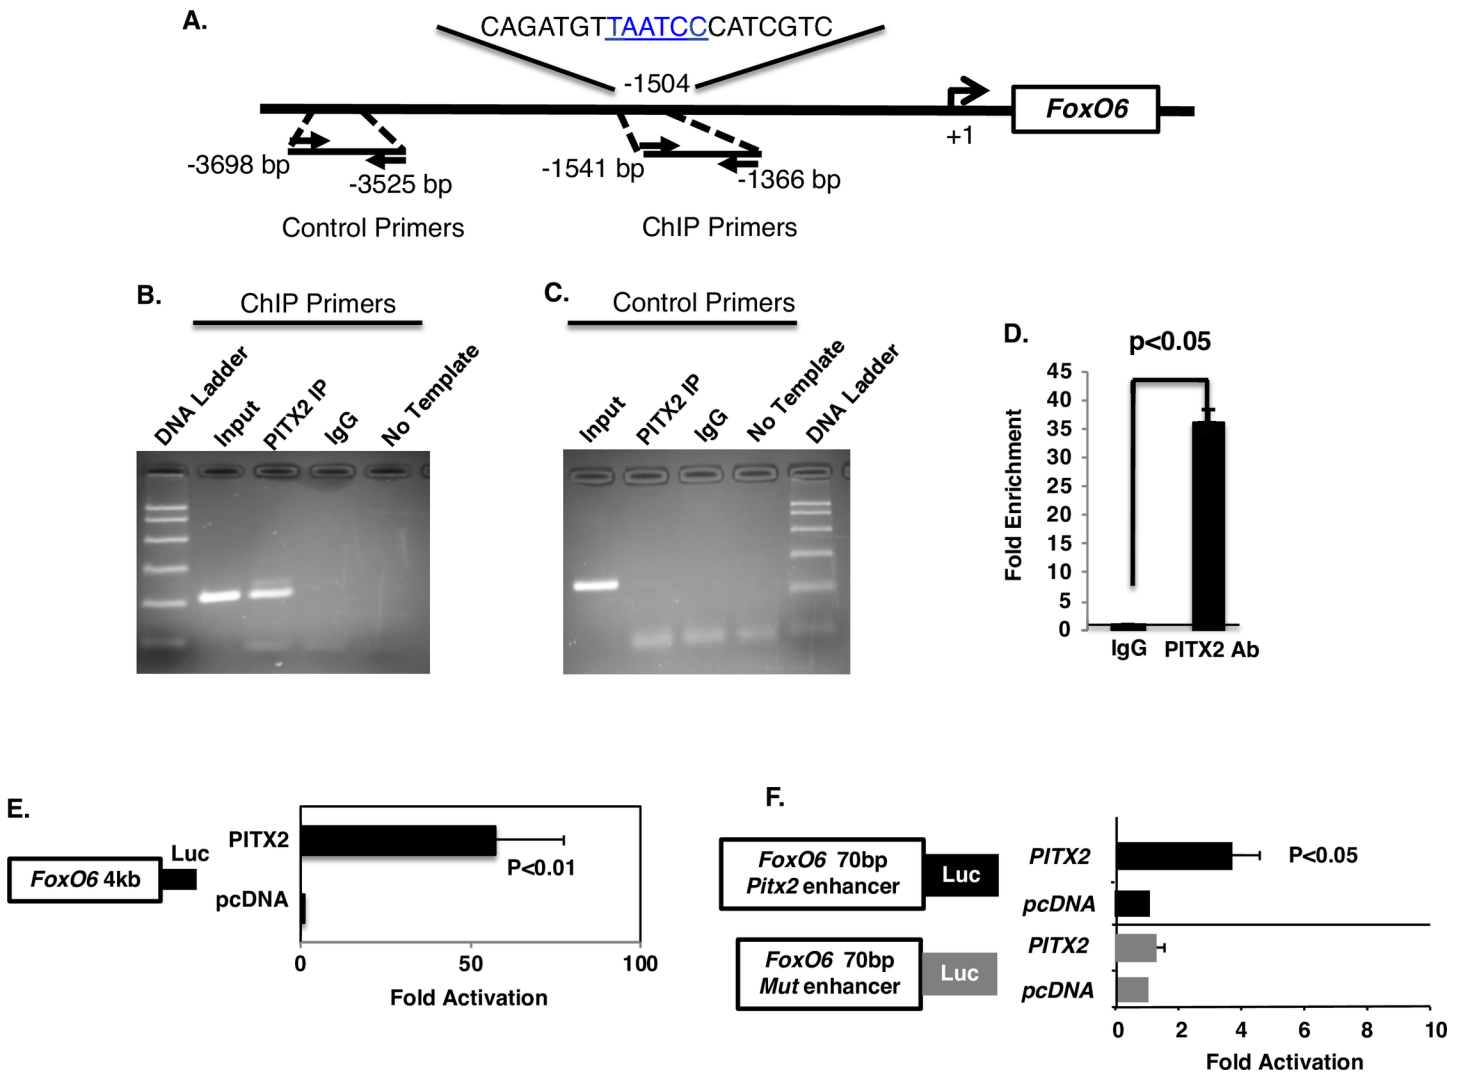 A.
CAGATGTTAATCCCATCGTC
-1504
FoxO6
+1
-3698 bp
-3525 bp
-1541 bp
-1366 bp
Control Primers
ChIP Primers
B.
ChIP Primers
DNA Ladder
Input
PITX2 IP
IgG
No Template
C.
Control Primers
Input
PITX2 IP
IgG
No Template
DNA Ladder
D.
p<0.05
Fold Enrichment
45
40
35
30
25
20
15
10
5
0
IgG
PITX2 Ab
E.
FoxO6 4kb
Luc
PITX2
P<0.01
pcDNA
0
50
100
Fold Activation
F.
FoxO6 70bp
Pitx2 enhancer
Luc
PITX2
P<0.05
pcDNA
FoxO6 70bp
Mut enhancer
Luc
PITX2
pcDNA
0
2
4
6
8
10
Fold Activation